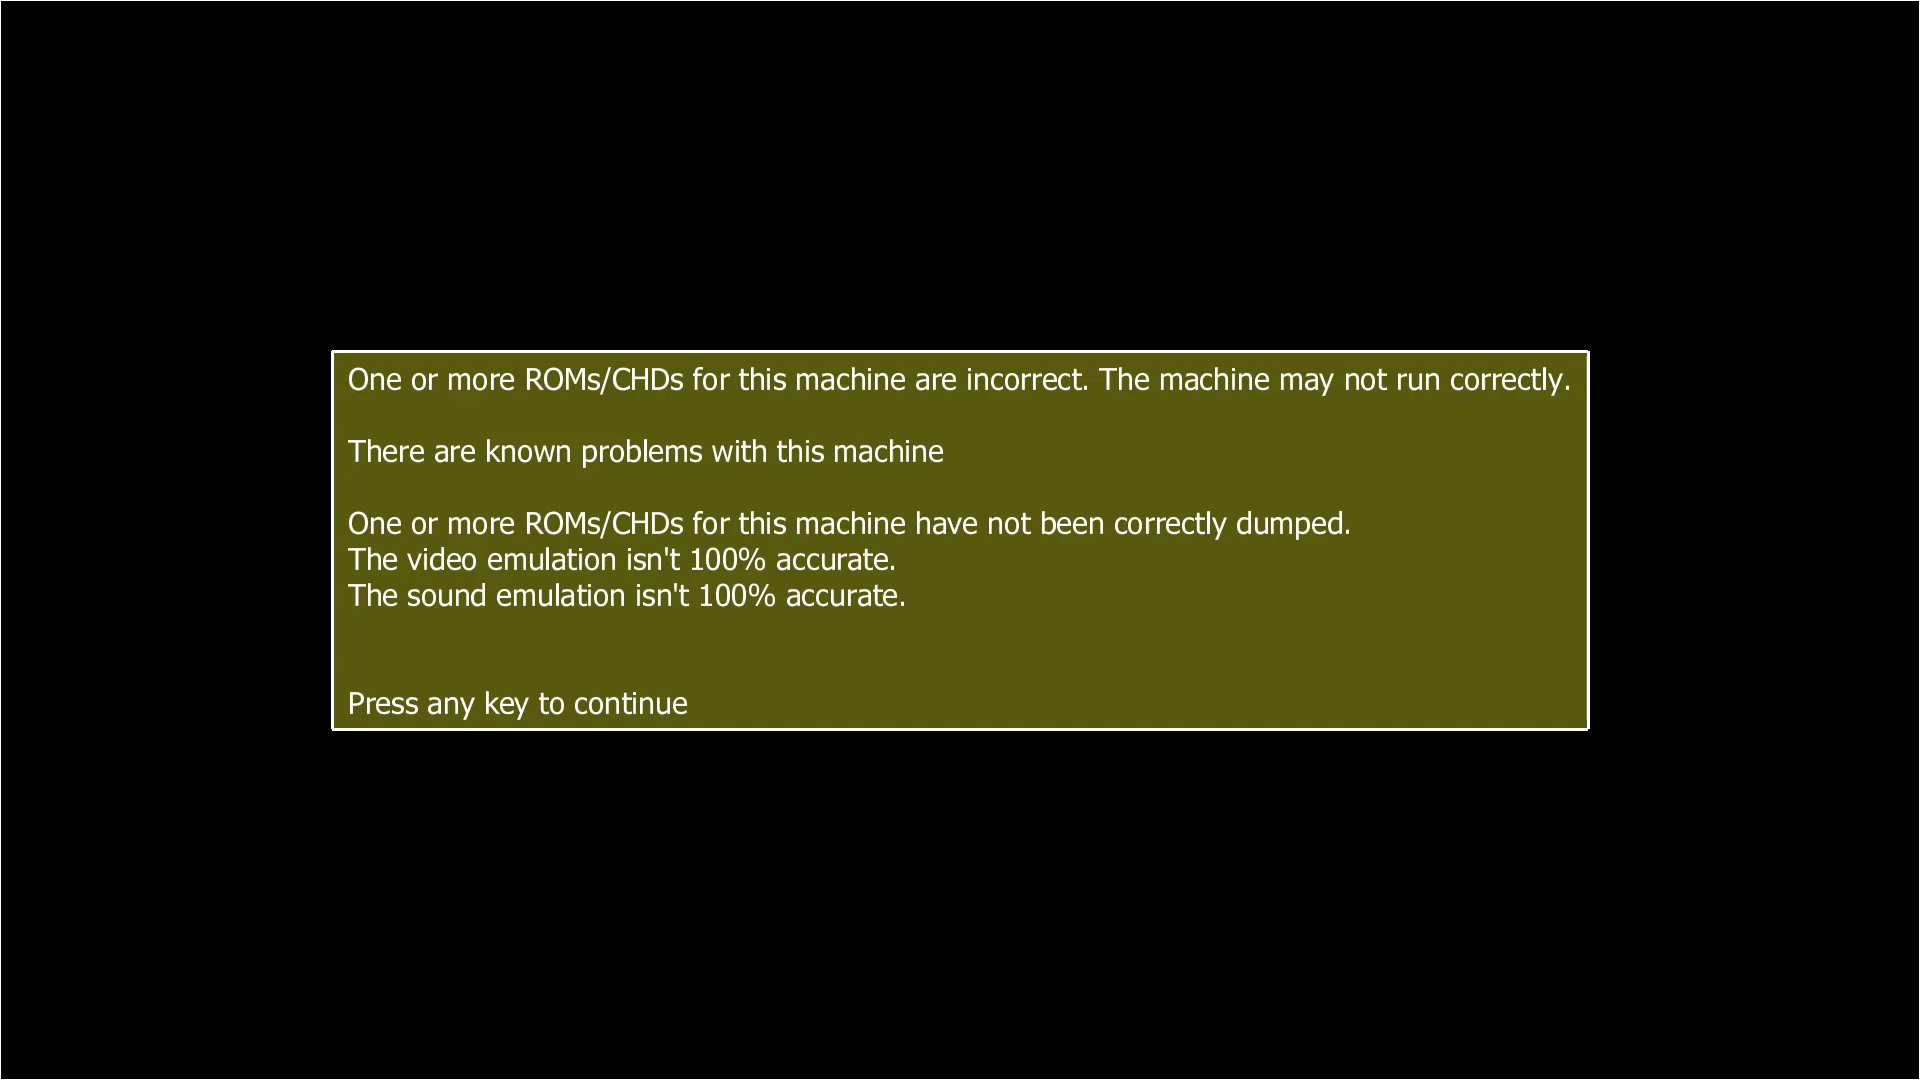 One or more ROMs/CHDs for this machine are incorrect. The machine may not run correctly.
There are known problems with this machine
One or more ROMs/CHDs for this machine have not been correctly dumped.
The video emulation isn't 100% accurate.
The sound emulation isn't 100% accurate.
Press any key to continue